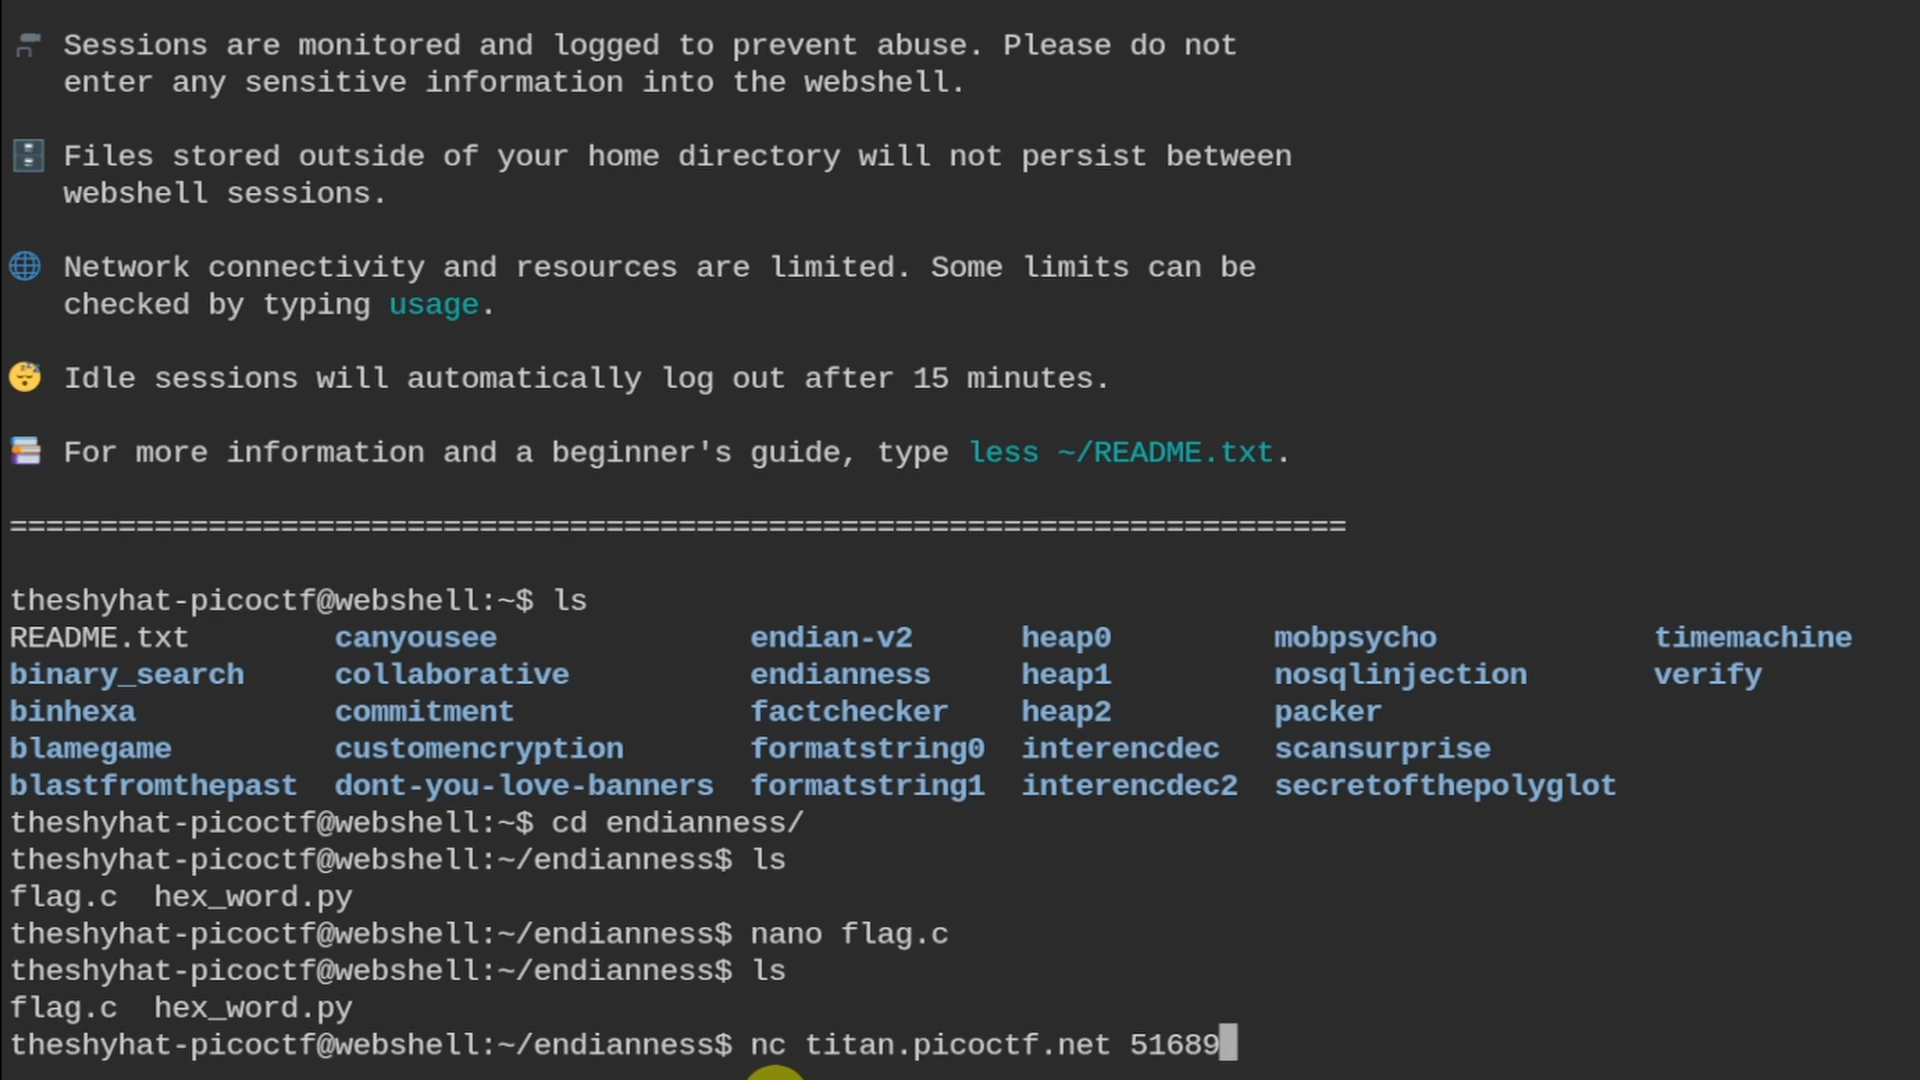 Sessions are monitored and logged to prevent abuse. Please do not
enter any sensitive information into the webshell.
Files stored outside of your home directory will not persist between
webshell sessions.
Network connectivity and resources are limited. Some limits can be
checked by typing usage.
Idle sessions will automatically log out after 15 minutes.
For more information and a beginner's guide, type less ~/README.txt.
==========================================================================
theshyhat-picoctf@webshell:~$ ls
README.txt canyousee endian-v2 heap0 mobpsycho timemachine
binary_search collaborative endianness heap1 nosqlinjection verify
binhexa commitment factchecker heap2 packer
blamegame customencryption formatstring0 interencdec scansurprise
blastfromthepast dont-you-love-banners formatstring1 interencdec2 secretofthepolyglot
theshyhat-picoctf@webshell:~$ cd endianness/
theshyhat-picoctf@webshell:~/endianness$ ls
flag.c hex_word.py
theshyhat-picoctf@webshell:~/endianness$ nano flag.c
theshyhat-picoctf@webshell:~/endianness$ ls
flag.c hex_word.py
theshyhat-picoctf@webshell:~/endianness$ nc titan.picoctf.net 51689